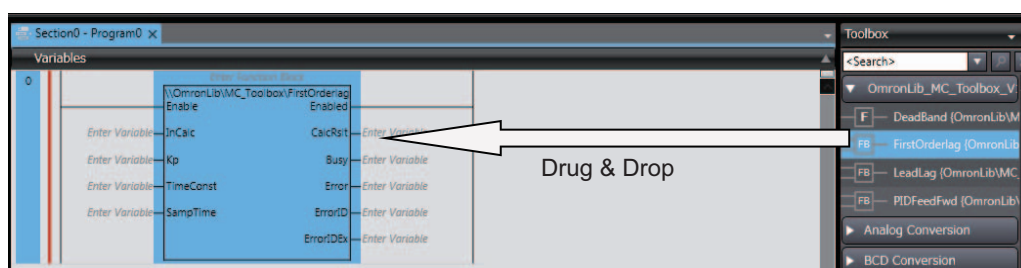 Section0 - Program0 ×
Variables
0
Enter Function Block
\\OmronLib\MC_Toolbox\FirstOrderlag
Enable Enabled
Enter Variable InCalc CalcRslt Enter Variable
Enter Variable Kp Busy Enter Variable
Enter Variable TimeConst Error Enter Variable
Enter Variable SampTime ErrorID Enter Variable
ErrorIDEx Enter Variable
Drug & Drop
Toolbox
<Search>
OmronLib_MC_Toolbox_V
F DeadBand {OmronLib\M
FB FirstOrderlag {OmronLib
FB LeadLag {OmronLib\MC_
FB PIDFeedFwd {OmronLib\
Analog Conversion
BCD Conversion